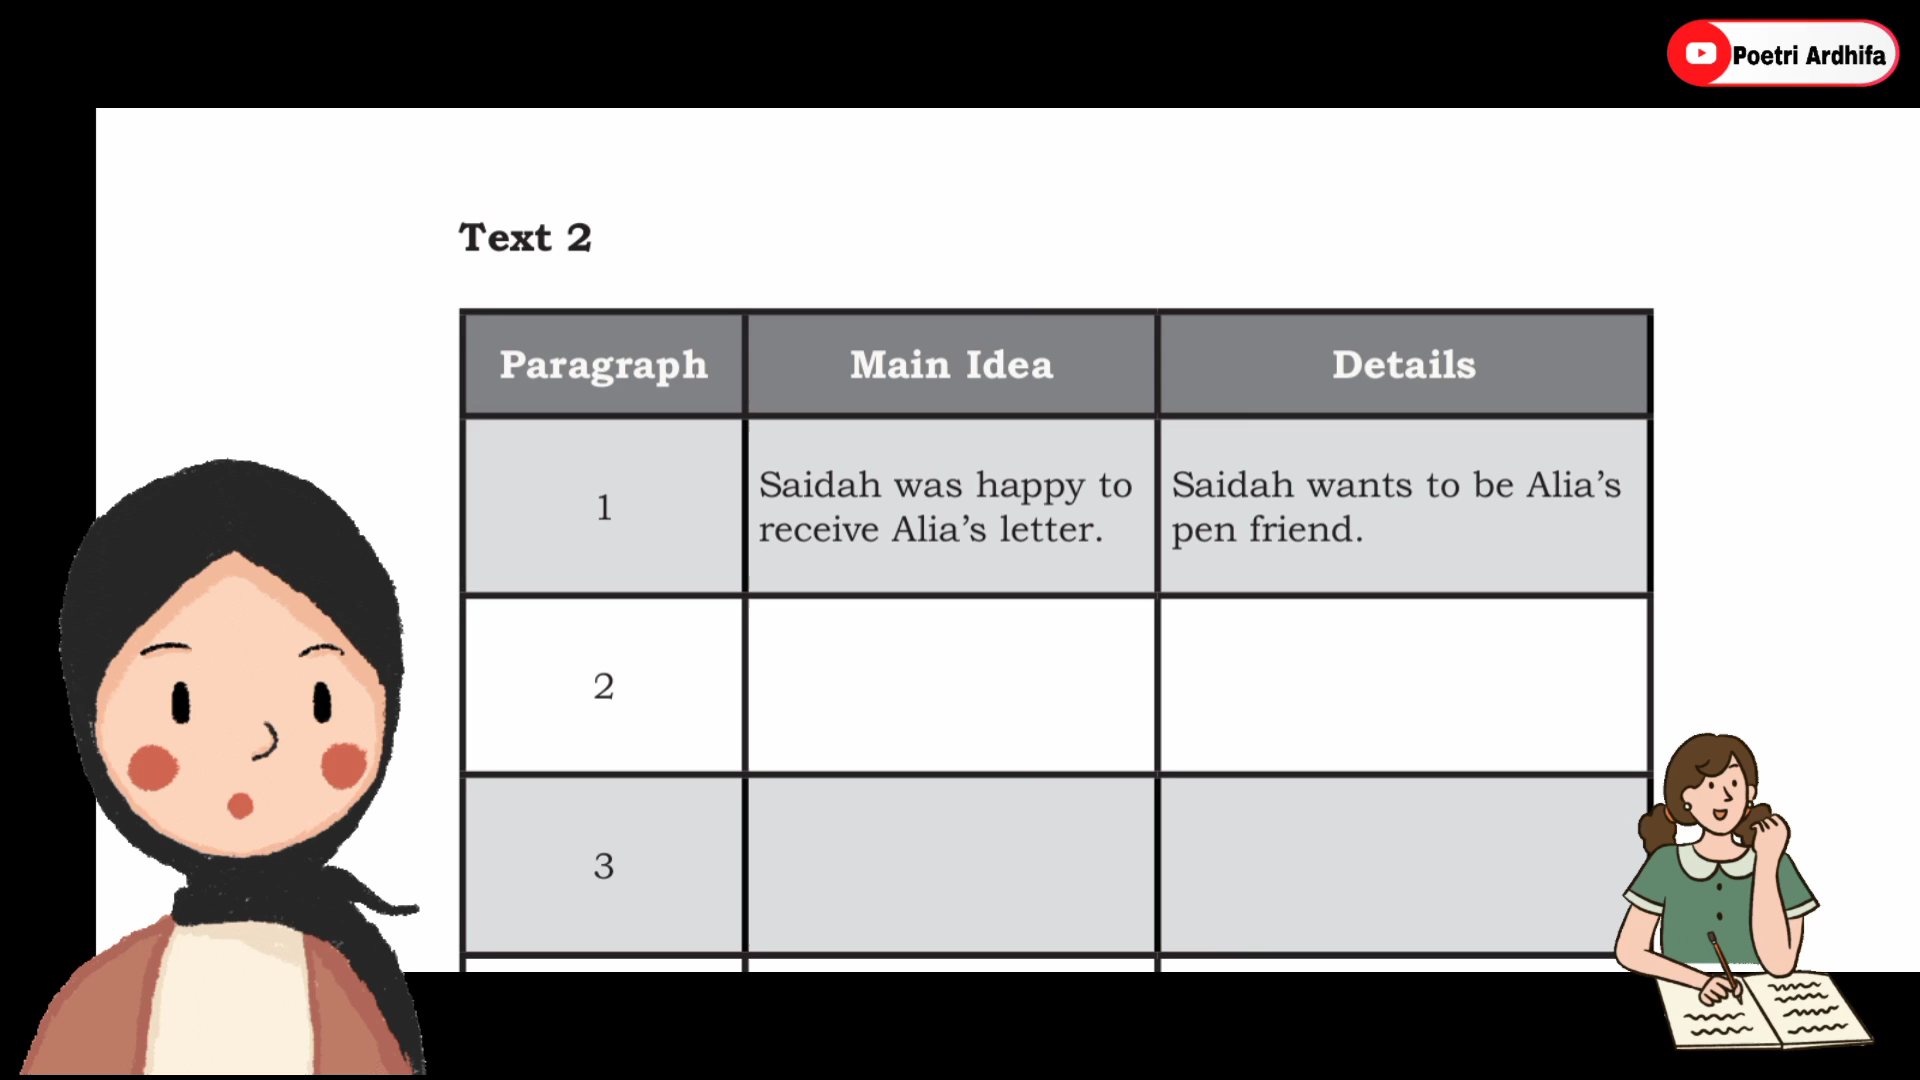 Poetri Ardhifa
Text 2
Paragraph Main Idea Details
1 Saidah was happy to receive Alia's letter. Saidah wants to be Alia's pen friend.
2
3